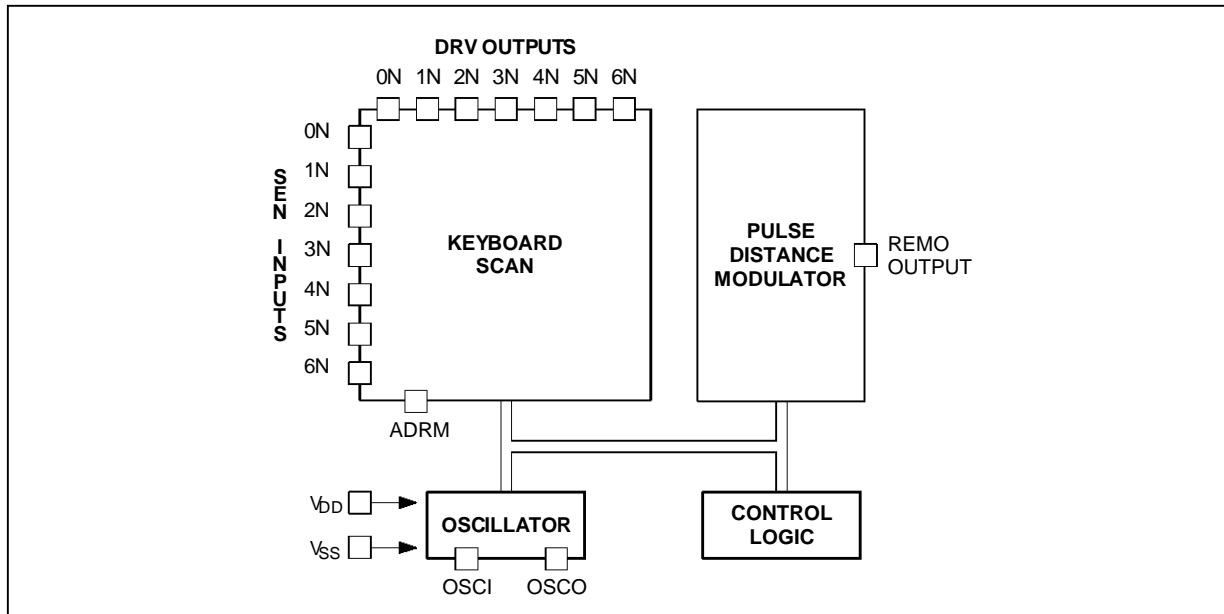 DRV OUTPUTS
0N 1N 2N 3N 4N 5N 6N
SEN INPUTS
0N
1N
2N
3N
4N
5N
6N
KEYBOARD
SCAN
ADRM
PULSE
DISTANCE
MODULATOR
REMO
OUTPUT
VDD
VSS
OSCILLATOR
OSCI OSCO
CONTROL
LOGIC